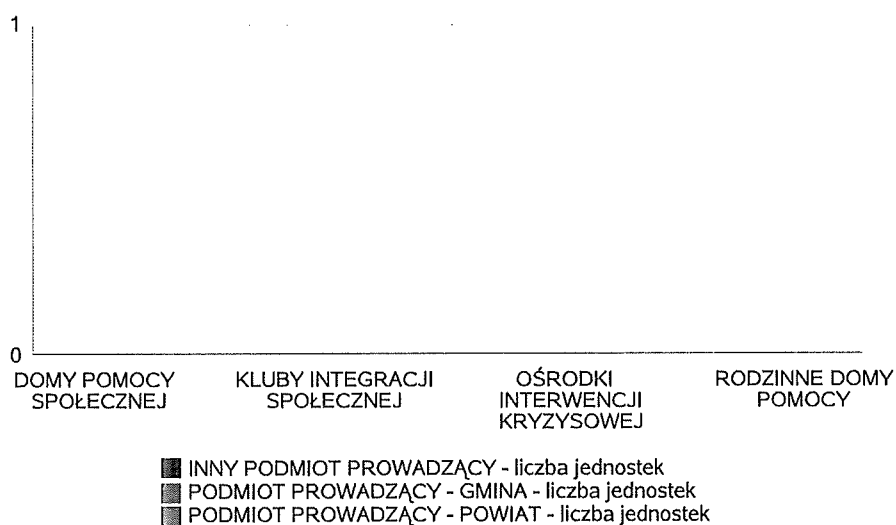 1
0
DOMY POMOCY
SPOŁECZNEJ
KLUBY INTEGRACJI
SPOŁECZNEJ
OŚRODKI
INTERWENCJI
KRYZYSOWEJ
RODZINNE DOMY
POMOCY
INNY PODMIOT PROWADZĄCY - liczba jednostek
PODMIOT PROWADZĄCY - GMINA - liczba jednostek
PODMIOT PROWADZĄCY - POWIAT - liczba jednostek